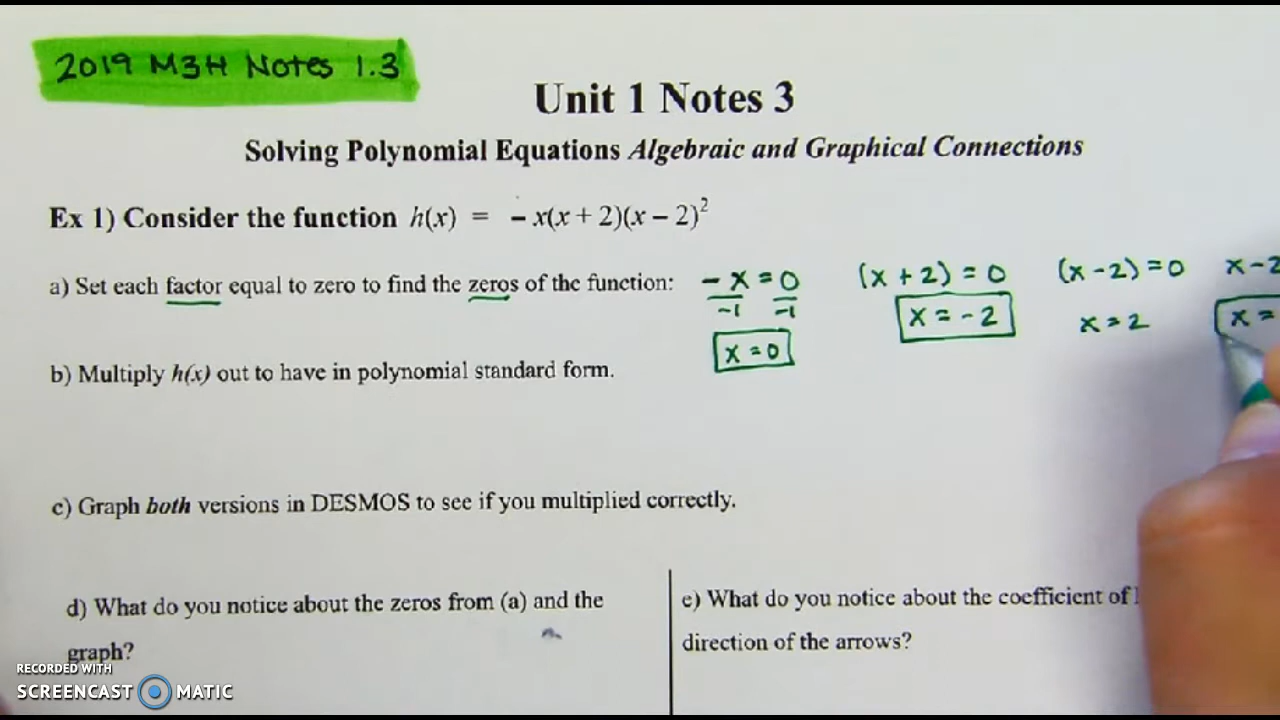 2019 M3H Notes 1.3
Unit 1 Notes 3
Solving Polynomial Equations Algebraic and Graphical Connections
Ex 1) Consider the function h(x) = - x(x + 2)(x – 2)²
a) Set each factor equal to zero to find the zeros of the function: -x = 0 (x + 2) = 0 (x - 2) = 0 x - 2
-1 -1 x = -2 x = 2 x =
x = 0
b) Multiply h(x) out to have in polynomial standard form.
c) Graph both versions in DESMOS to see if you multiplied correctly.
d) What do you notice about the zeros from (a) and the
graph?
e) What do you notice about the coefficient of
direction of the arrows?
RECORDED WITH
SCREENCAST MATIC